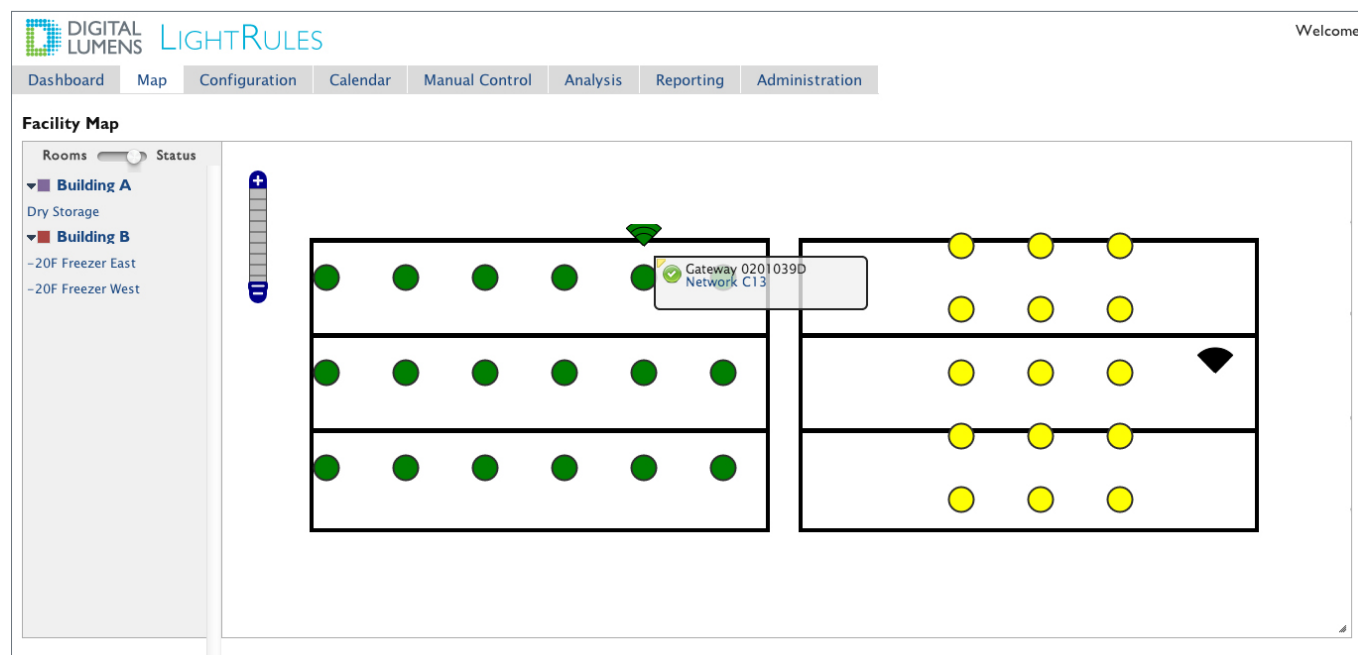 DIGITAL
LUMENS
LIGHTRULES
Welcome
Dashboard Map Configuration Calendar Manual Control Analysis Reporting Administration
Facility Map
Rooms Status
Building A
Dry Storage
Building B
-20F Freezer East
-20F Freezer West
Gateway 0201039D
Network C13